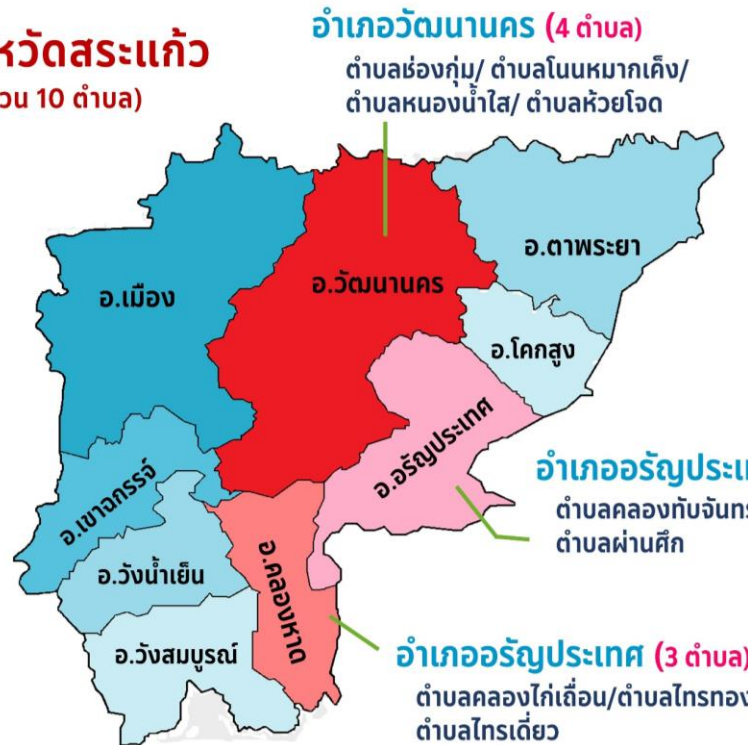 หวัดสระแก้ว
วน 10 ตำบล)
อำเภอวัฒนานคร (4 ตำบล)
ตำบลช่องกุ่ม/ ตำบลโนนหมากเค็ง/
ตำบลหนองน้ำใส/ ตำบลห้วยโจด
อ.ตาพระยา
อ.เมือง
อ.วัฒนานคร
อ.โคกสูง
อ.อรัญประเทศ
อำเภออรัญประเท
ตำบลคลองทับจันทร
ตำบลผ่านศึก
อ.เขาฉกรรจ์
อ.วังน้ำเย็น
อ.คลองหาด
อ.วังสมบูรณ์
อำเภออรัญประเทศ (3 ตำบล)
ตำบลคลองไก่เถื่อน/ตำบลไทรทอง
ตำบลไทรเดี่ยว